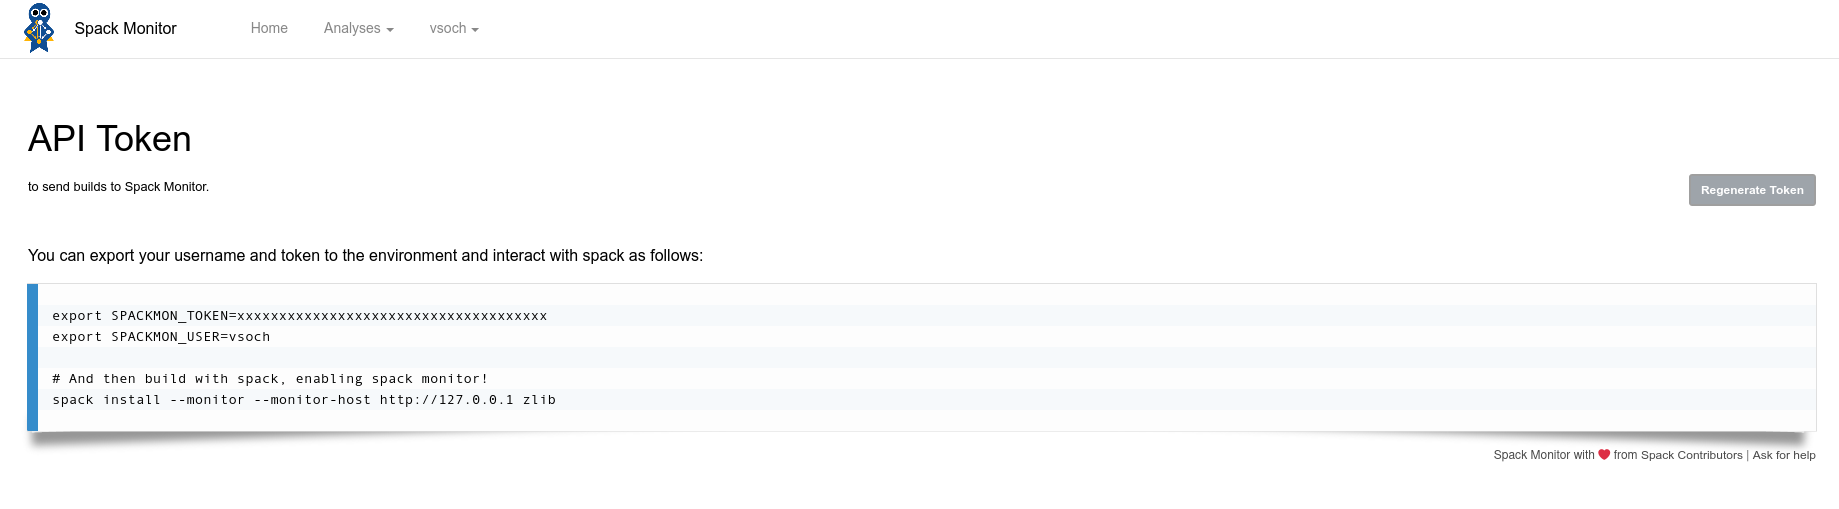 Spack Monitor Home Analyses vsoch
API Token
to send builds to Spack Monitor.
Regenerate Token
You can export your username and token to the environment and interact with spack as follows:
export SPACKMON_TOKEN=xxxxxxxxxxxxxxxxxxxxxxxxxxxxxxxxxxxxx
export SPACKMON_USER=vsoch
# And then build with spack, enabling spack monitor!
spack install --monitor --monitor-host http://127.0.0.1 zlib
Spack Monitor with ❤️ from Spack Contributors | Ask for help